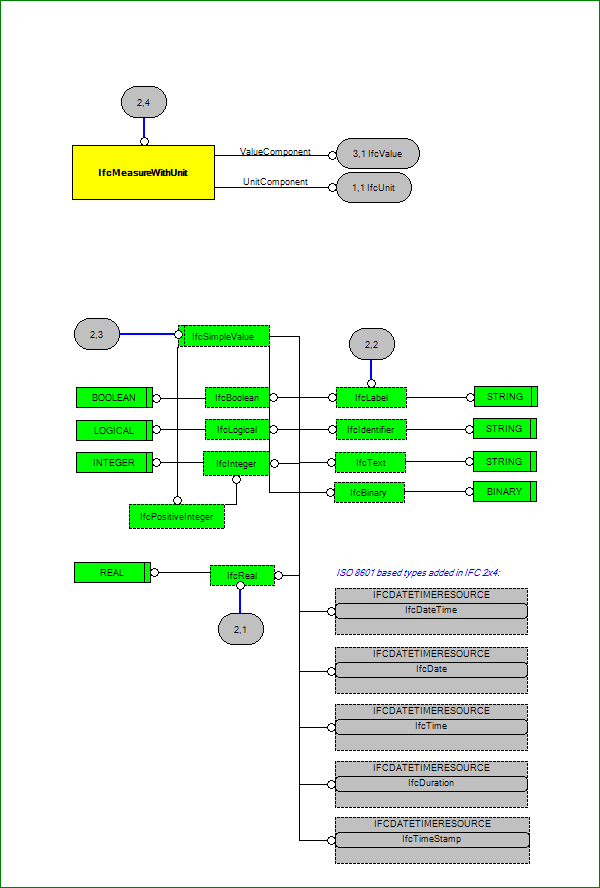 2,4
IfcMeasureWithUnit
ValueComponent
3,1 IfcValue
UnitComponent
1,1 IfcUnit
2,3
IfcSimpleValue
2,2
BOOLEAN
IfcBoolean
IfcLabel
STRING
LOGICAL
IfcLogical
IfcIdentifier
STRING
INTEGER
IfcInteger
IfcText
STRING
IfcBinary
BINARY
IfcPositiveInteger
REAL
IfcReal
2,1
ISO 8601 based types added in IFC 2x4:
IFCDATETIMERESOURCE
IfcDateTime
IFCDATETIMERESOURCE
IfcDate
IFCDATETIMERESOURCE
IfcTime
IFCDATETIMERESOURCE
IfcDuration
IFCDATETIMERESOURCE
IfcTimeStamp